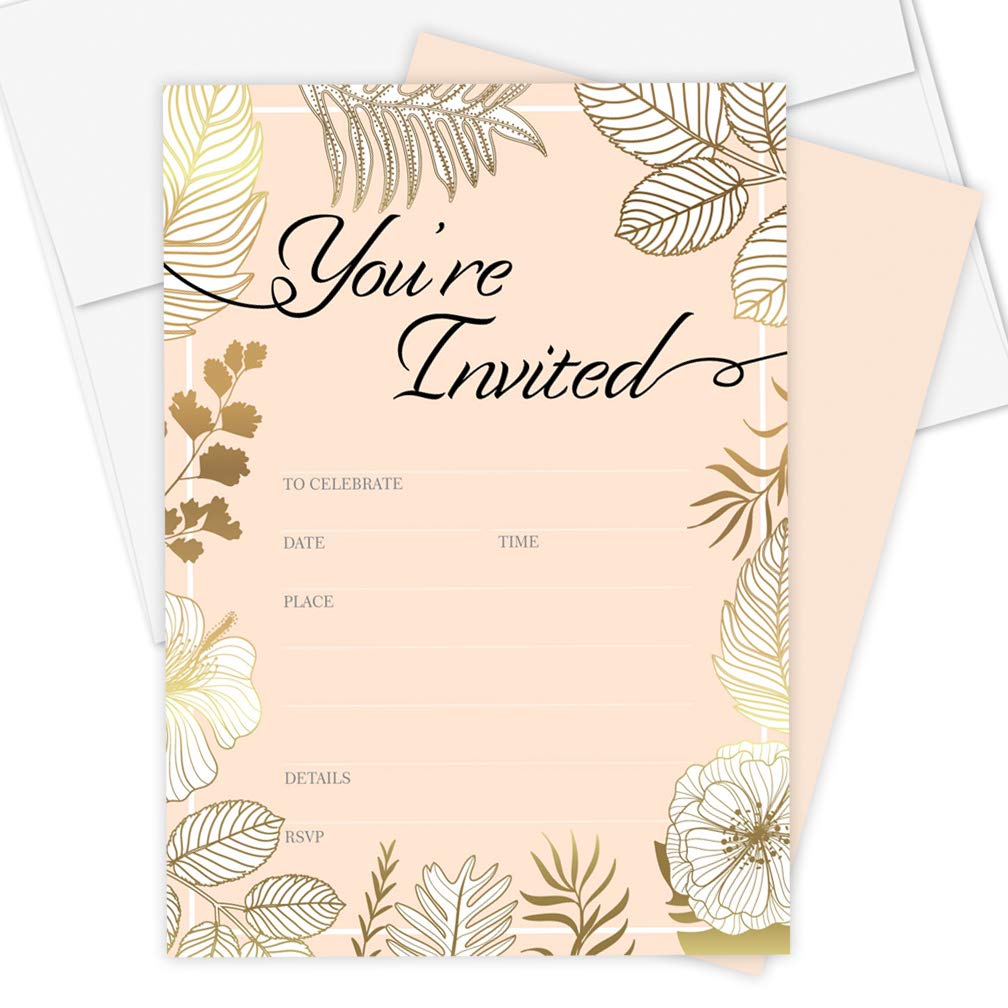 You're
Invited
TO CELEBRATE
DATE TIME
PLACE
DETAILS
RSVP